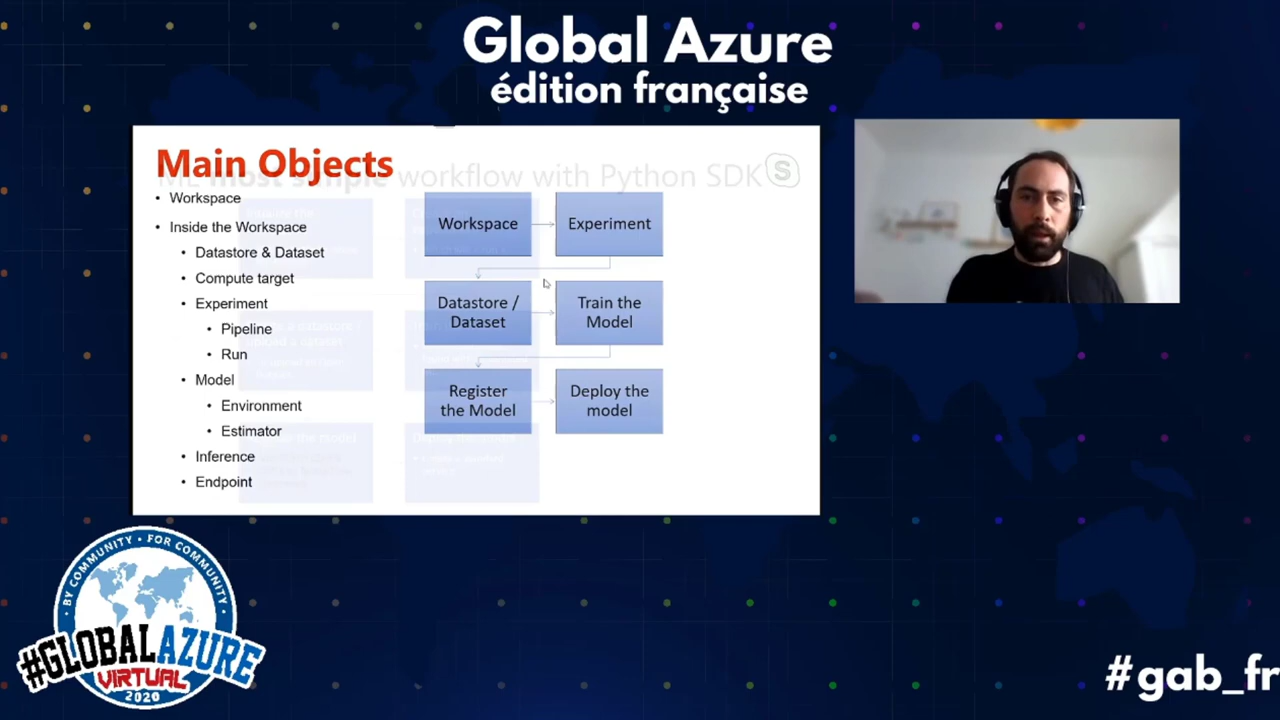 Global Azure
édition française
Main Objects
most simple workflow with Python SDK
S
• Workspace
• Inside the Workspace
• Datastore & Dataset
• Compute target
• Experiment
• Pipeline
• Run
• Model
• Environment
• Estimator
• Inference
• Endpoint
Workspace
Experiment
Datastore /
Dataset
Train the
Model
Register
the Model
Deploy the
model
BY COMMUNITY • FOR COMMUNITY
#GLOBALAZURE
VIRTUAL
2020
#gab_fr